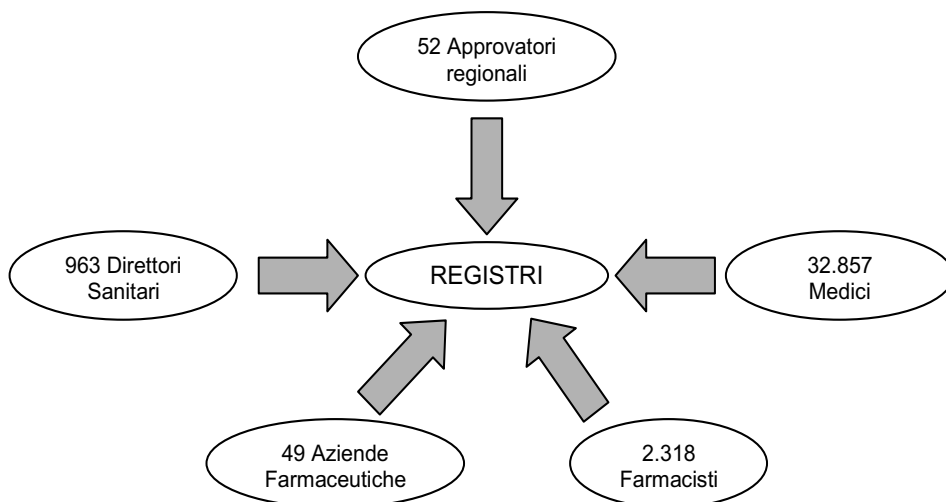 52 Approvatori
regionali
963 Direttori
Sanitari
REGISTRI
32.857
Medici
49 Aziende
Farmaceutiche
2.318
Farmacisti